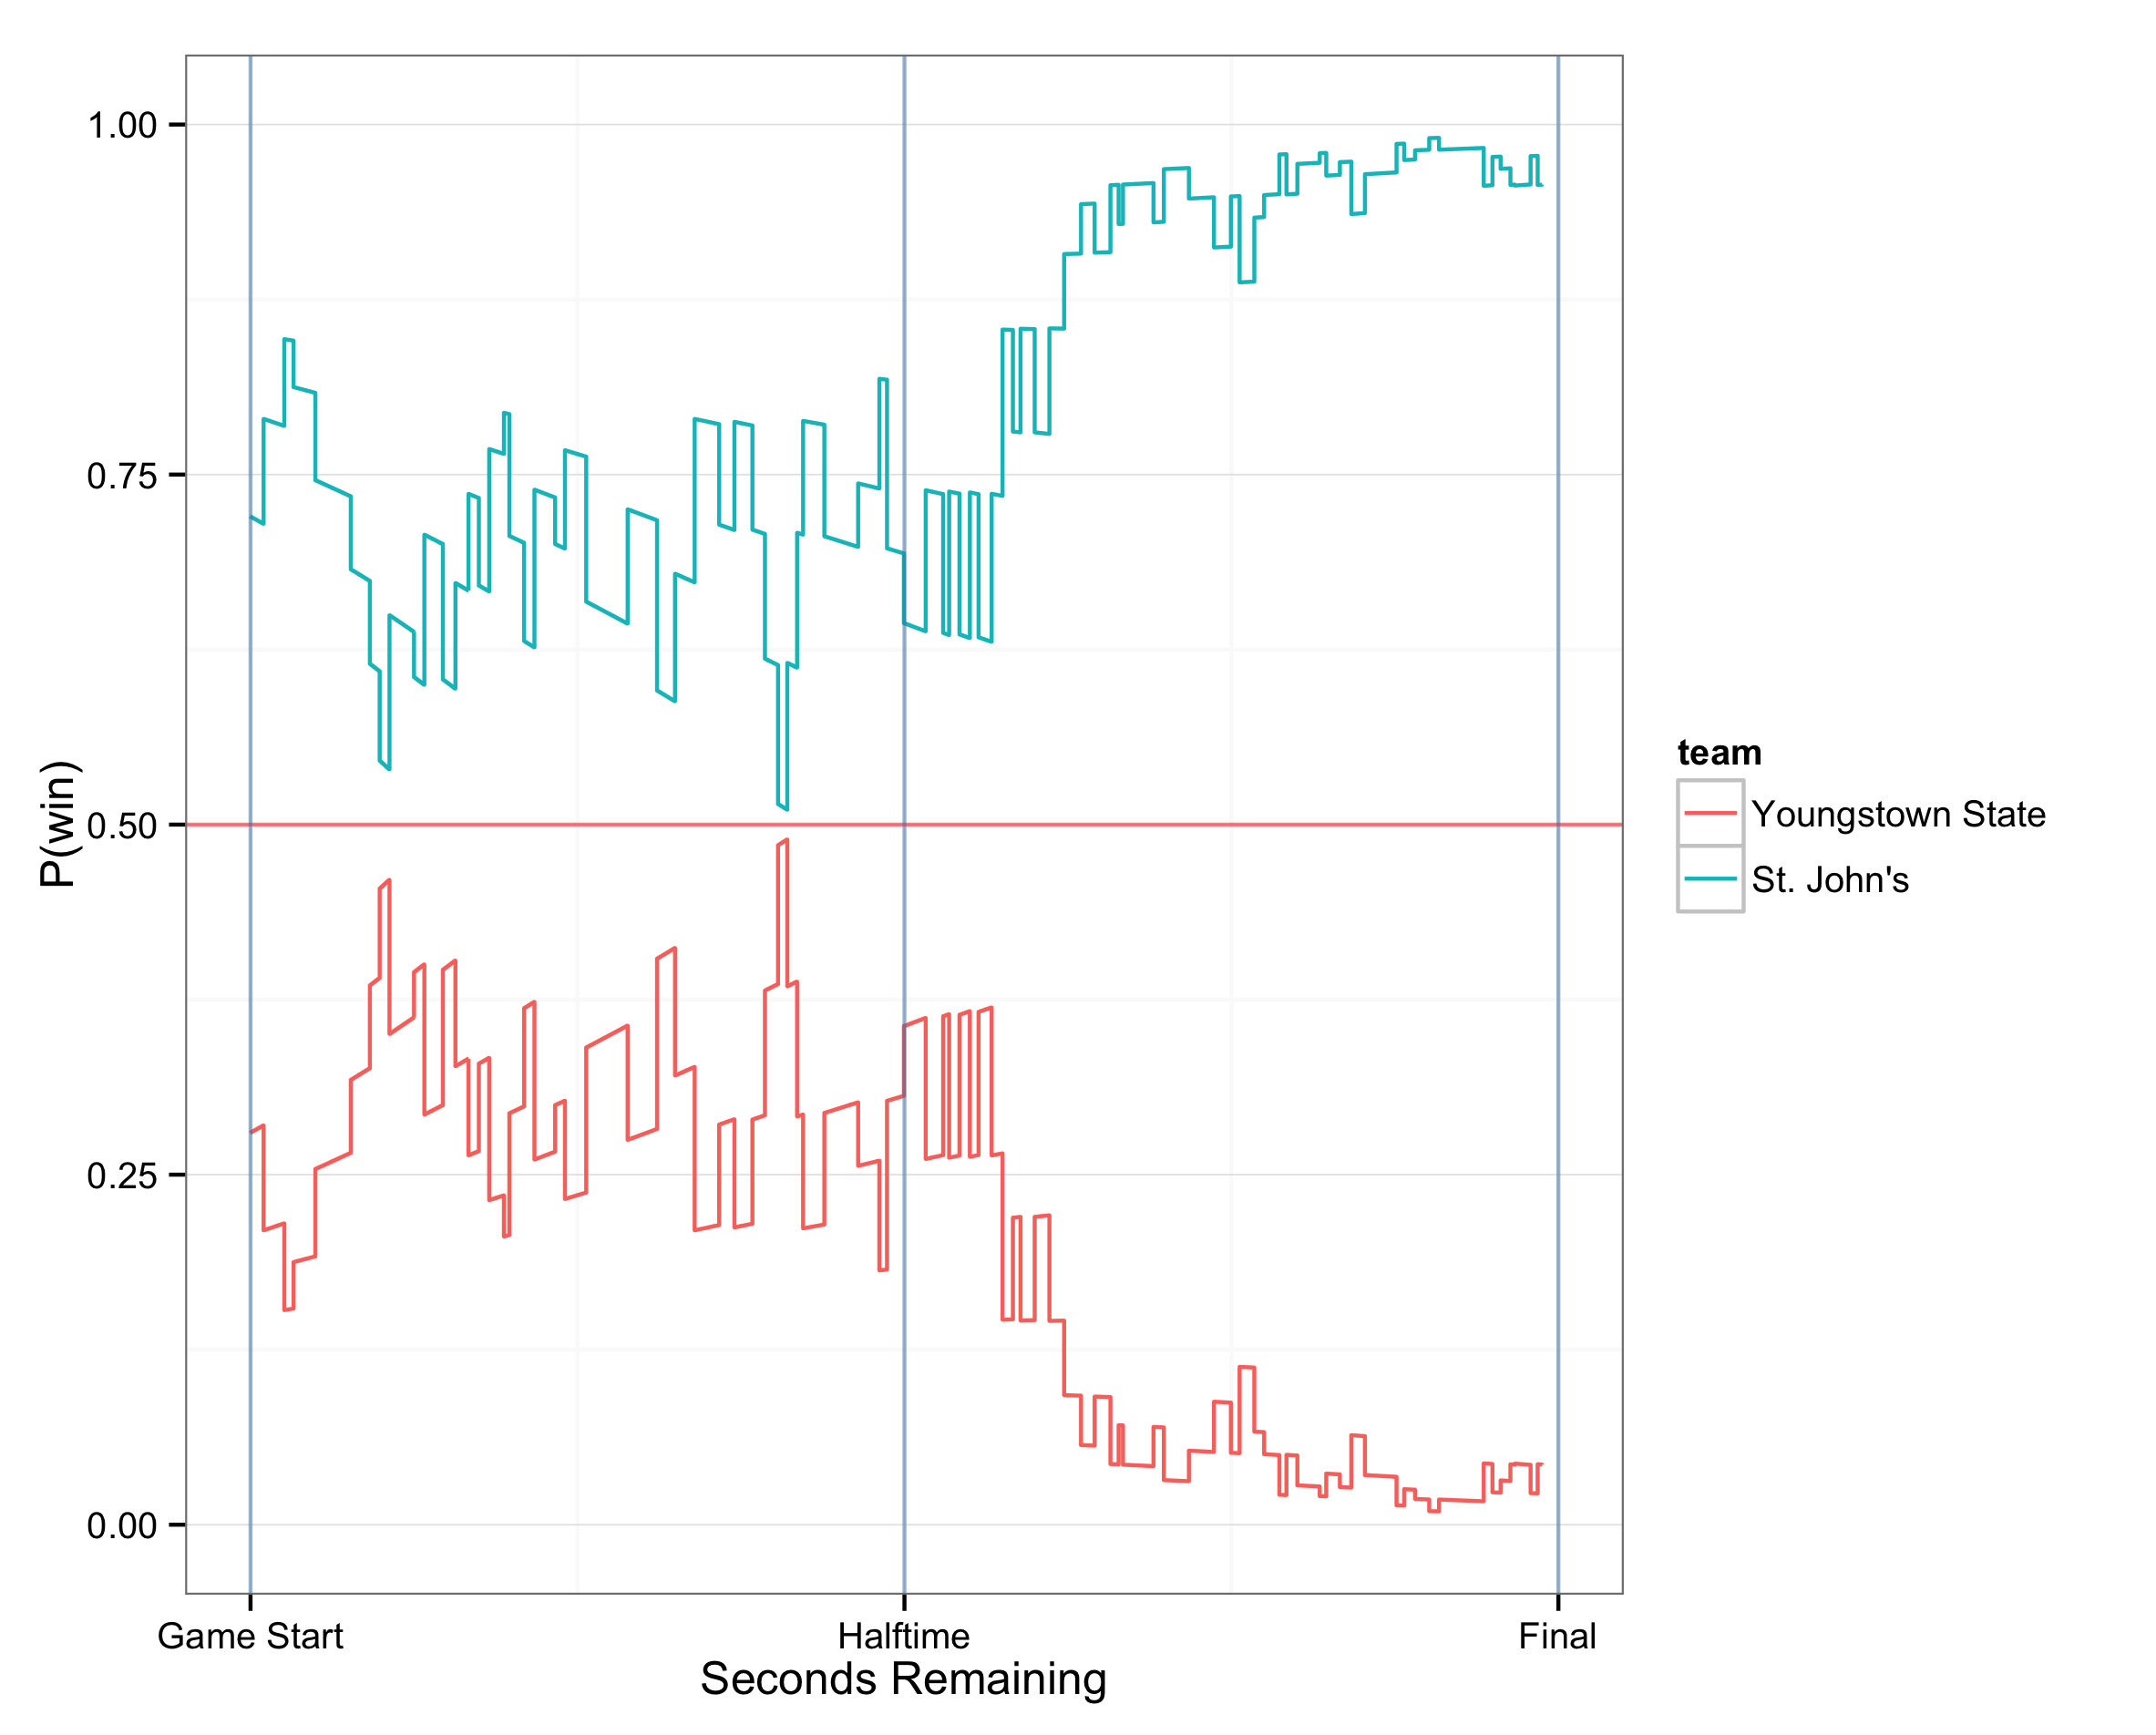 1.00
0.75
0.50
0.25
0.00
P(win)
Game Start
Halftime
Final
Seconds Remaining
team
Youngstown State
St. John's